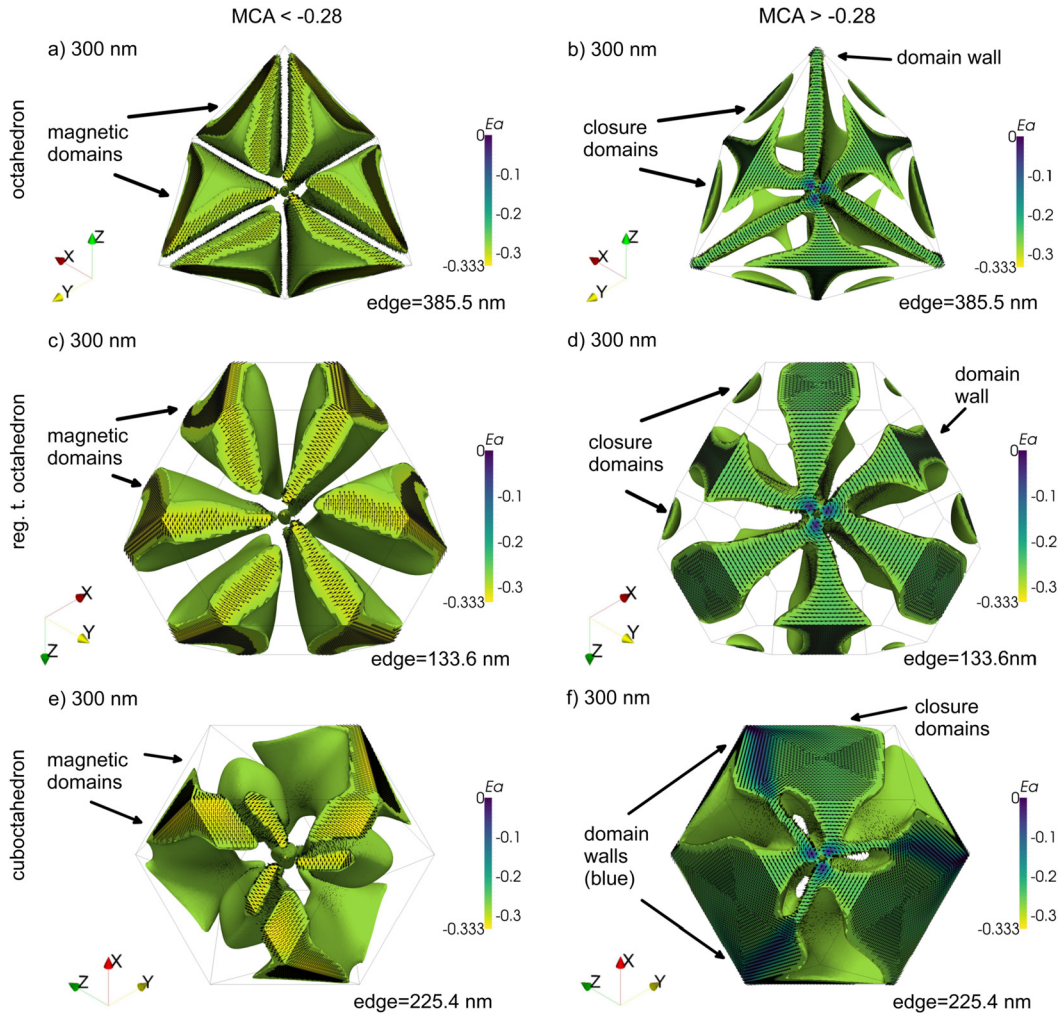 MCA < -0.28
MCA > -0.28
octahedron
a) 300 nm
magnetic
domains
0 Ea
-0.1
-0.2
-0.3
-0.333
X
Z
Y
edge=385.5 nm
b) 300 nm
domain wall
closure
domains
0 Ea
-0.1
-0.2
-0.3
-0.333
X
Z
Y
edge=385.5 nm
reg. t. octahedron
c) 300 nm
magnetic
domains
0 Ea
-0.1
-0.2
-0.3
-0.333
X
Y
Z
edge=133.6 nm
d) 300 nm
domain
wall
closure
domains
0 Ea
-0.1
-0.2
-0.3
-0.333
X
Y
Z
edge=133.6nm
cuboctahedron
e) 300 nm
magnetic
domains
0 Ea
-0.1
-0.2
-0.3
-0.333
X
Z
Y
edge=225.4 nm
f) 300 nm
closure
domains
domain
walls
(blue)
0 Ea
-0.1
-0.2
-0.3
-0.333
X
Z
Y
edge=225.4 nm